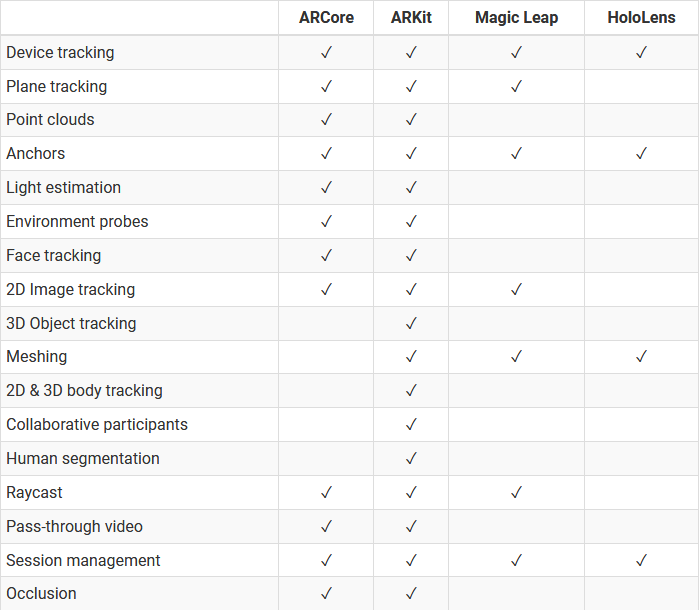 ARCore ARKit Magic Leap HoloLens
Device tracking ✓ ✓ ✓ ✓
Plane tracking ✓ ✓ ✓
Point clouds ✓ ✓
Anchors ✓ ✓ ✓ ✓
Light estimation ✓ ✓
Environment probes ✓ ✓
Face tracking ✓ ✓
2D Image tracking ✓ ✓ ✓
3D Object tracking ✓
Meshing ✓ ✓ ✓
2D & 3D body tracking ✓
Collaborative participants ✓
Human segmentation ✓
Raycast ✓ ✓ ✓
Pass-through video ✓ ✓
Session management ✓ ✓ ✓ ✓
Occlusion ✓ ✓